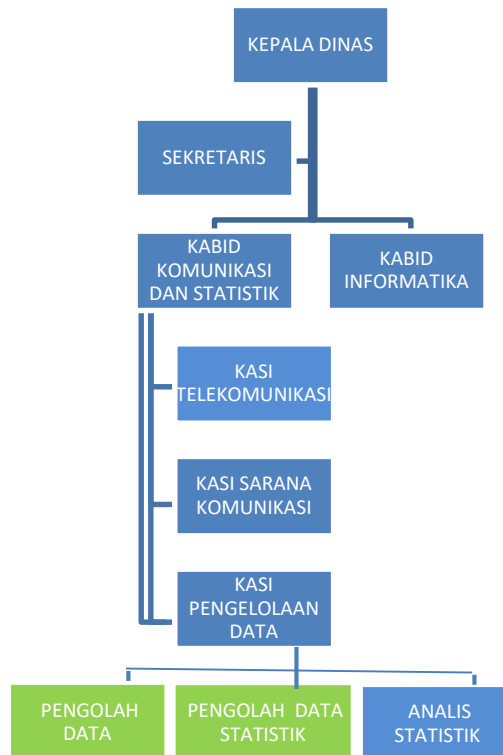 KEPALA DINAS
SEKRETARIS
KABID
KOMUNIKASI
DAN STATISTIK
KABID
INFORMATIKA
KASI
TELEKOMUNIKASI
KASI SARANA
KOMUNIKASI
KASI
PENGELOLAAN
DATA
PENGOLAH
DATA
PENGOLAH DATA
STATISTIK
ANALIS
STATISTIK